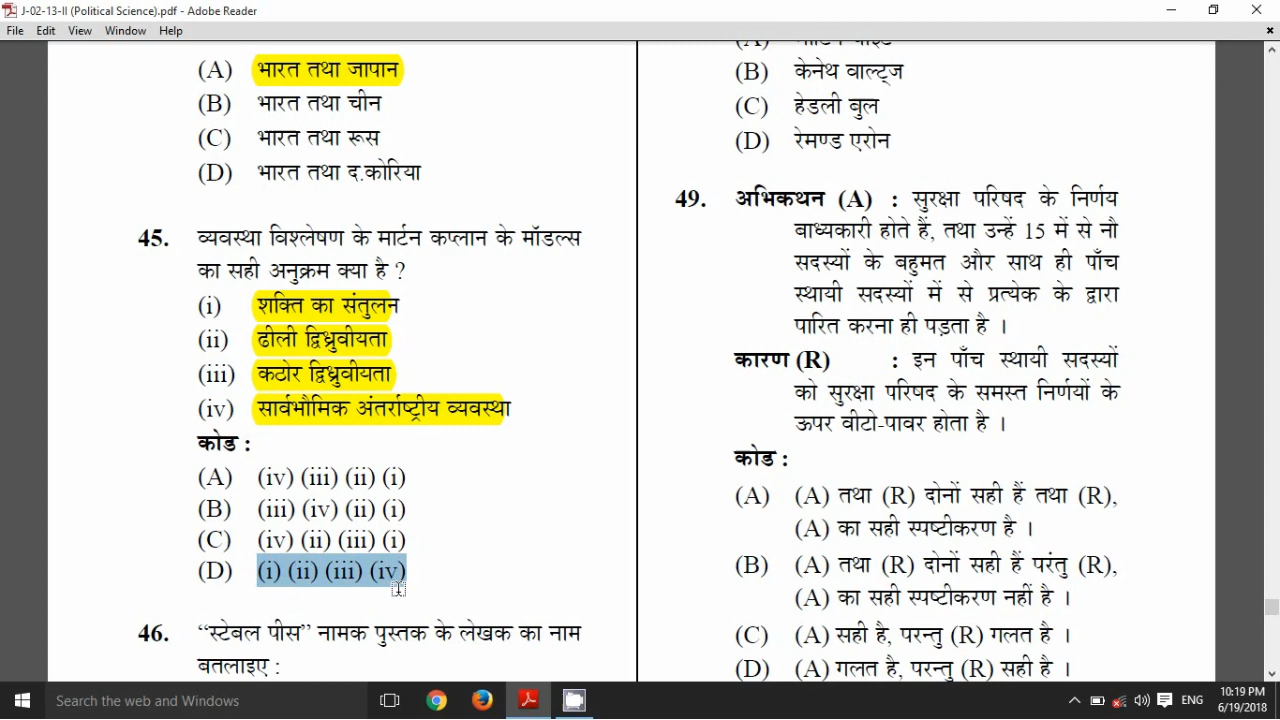 J-02-13-II (Political Science).pdf - Adobe Reader
File Edit View Window Help
(A) भारत तथा जापान
(B) भारत तथा चीन
(C) भारत तथा रूस
(D) भारत तथा द.कोरिया
45. व्यवस्था विश्लेषण के मार्टन कप्लान के मॉडल्स
का सही अनुक्रम क्या है ?
(i) शक्ति का संतुलन
(ii) ढीली द्विध्रुवीयता
(iii) कठोर द्विध्रुवीयता
(iv) सार्वभौमिक अंतर्राष्ट्रीय व्यवस्था
कोड :
(A) (iv) (iii) (ii) (i)
(B) (iii) (iv) (ii) (i)
(C) (iv) (ii) (iii) (i)
(D) (i) (ii) (iii) (iv)
46. “स्टेबल पीस” नामक पुस्तक के लेखक का नाम
बतलाइए :
(A)
(B) केनेथ वाल्ट्ज
(C) हेडली बुल
(D) रेमण्ड एरोन
49. अभिकथन (A) : सुरक्षा परिषद के निर्णय
बाध्यकारी होते हैं, तथा उन्हें 15 में से नौ
सदस्यों के बहुमत और साथ ही पाँच
स्थायी सदस्यों में से प्रत्येक के द्वारा
पारित करना ही पड़ता है ।
कारण (R) : इन पाँच स्थायी सदस्यों
को सुरक्षा परिषद के समस्त निर्णयों के
ऊपर वीटो-पावर होता है ।
कोड :
(A) (A) तथा (R) दोनों सही हैं तथा (R),
(A) का सही स्पष्टीकरण है ।
(B) (A) तथा (R) दोनों सही हैं परंतु (R),
(A) का सही स्पष्टीकरण नहीं है ।
(C) (A) सही है, परन्तु (R) गलत है ।
(D) (A) गलत है, परन्तु (R) सही है ।
Search the web and Windows
ENG
10:19 PM
6/19/2018